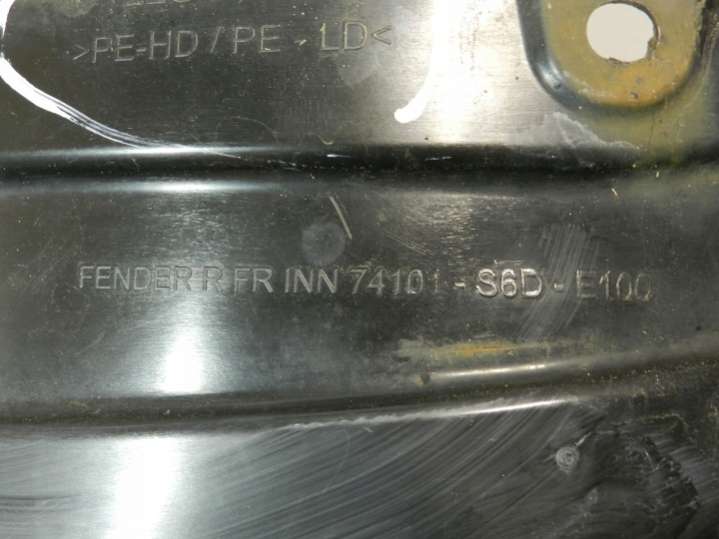 >PE-HD / PE - LD<
FENDER R FR INN 74101 - S6D - E100